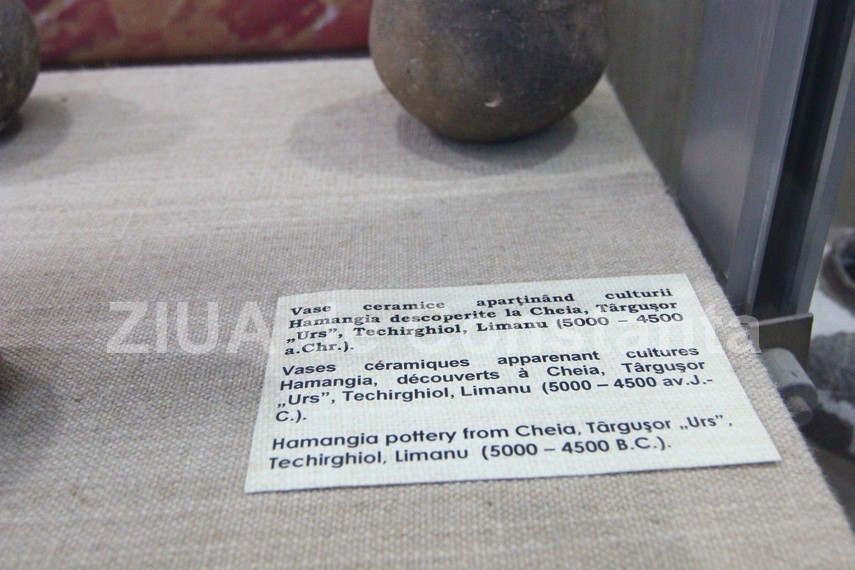 Vase ceramice aparţinând culturii
Hamangia descoperite la Cheia, Târguşor
„Urs”, Techirghiol, Limanu (5000 – 4500
a.Chr.).
Vases céramiques apparenant cultures
Hamangia, découverts à Cheia, Târguşor
„Urs”, Techirghiol, Limanu (5000 – 4500 av.J.-
C.).
Hamangia pottery from Cheia, Târguşor „Urs”,
Techirghiol, Limanu (5000 – 4500 B.C.).
ZIUA Constanta